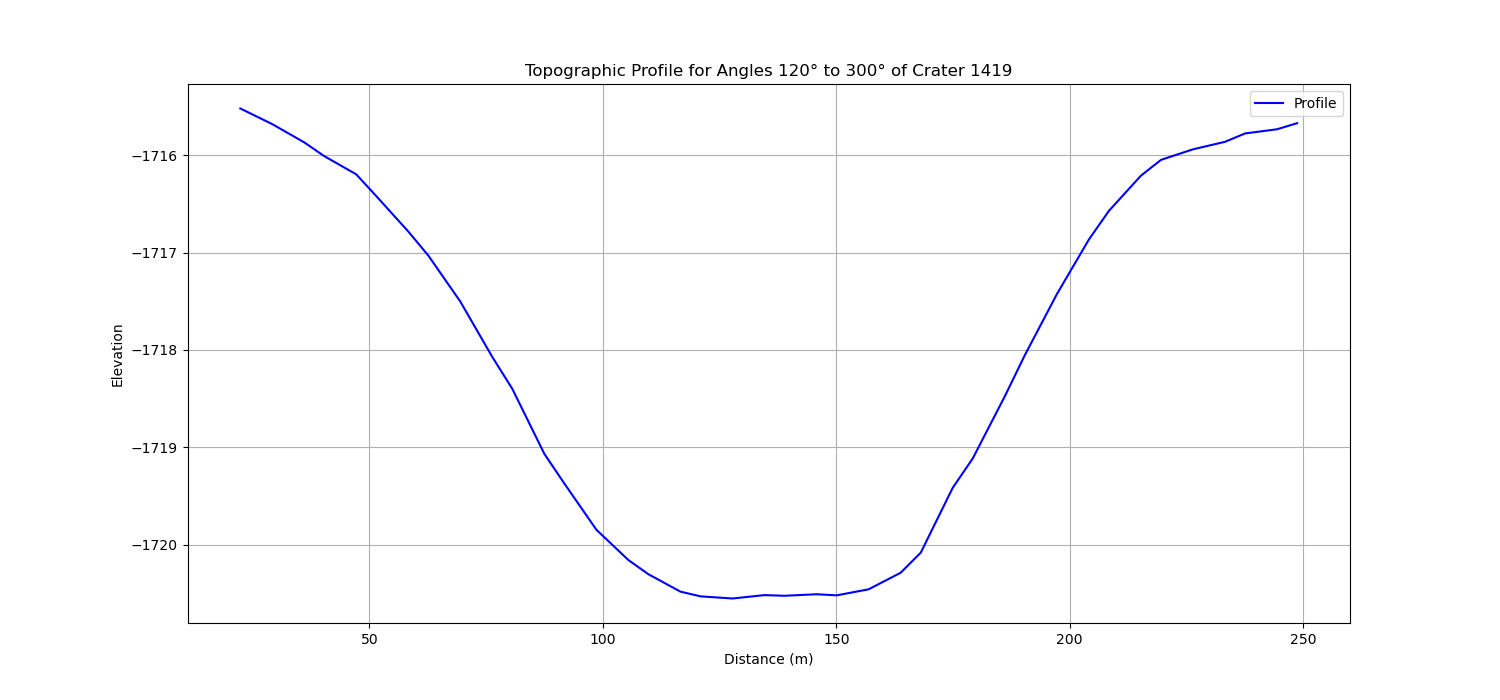 Topographic Profile for Angles 120° to 300° of Crater 1419
Profile
−1716
−1717
−1718
−1719
−1720
Elevation
50
100
150
200
250
Distance (m)